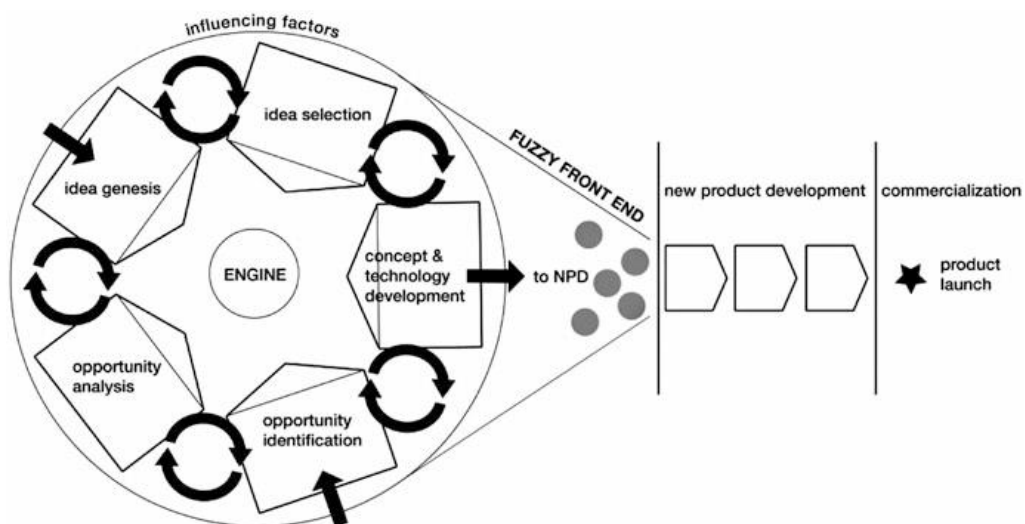 influencing factors
idea selection
idea genesis
ENGINE
concept &
technology
development
opportunity
analysis
opportunity
identification
FUZZY FRONT END
to NPD
new product development
commercialization
product
launch